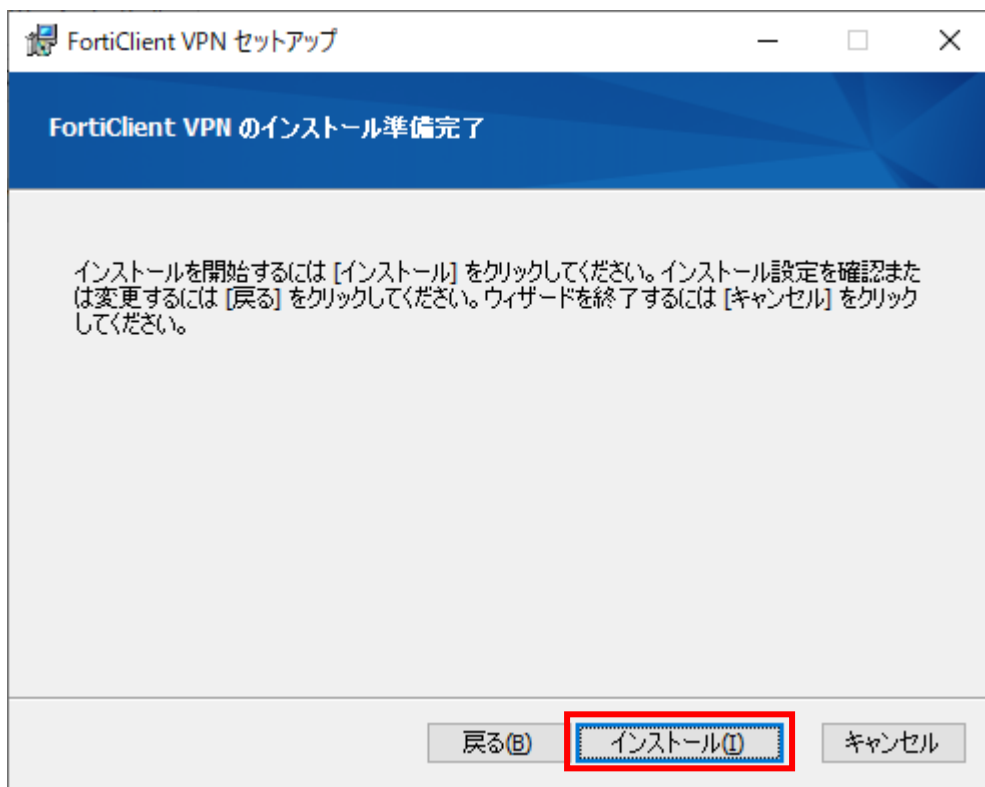 FortiClient VPN セットアップ
FortiClient VPN のインストール準備完了
インストールを開始するには [インストール] をクリックしてください。インストール設定を確認また
は変更するには [戻る] をクリックしてください。ウィザードを終了するには [キャンセル] をクリック
してください。
戻る(B)
インストール(I)
キャンセル